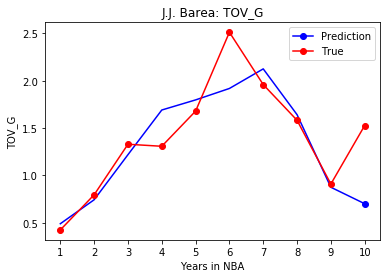 J.J. Barea: TOV_G
Prediction
True
TOV_G
2.5
2.0
1.5
1.0
0.5
1 2 3 4 5 6 7 8 9 10
Years in NBA